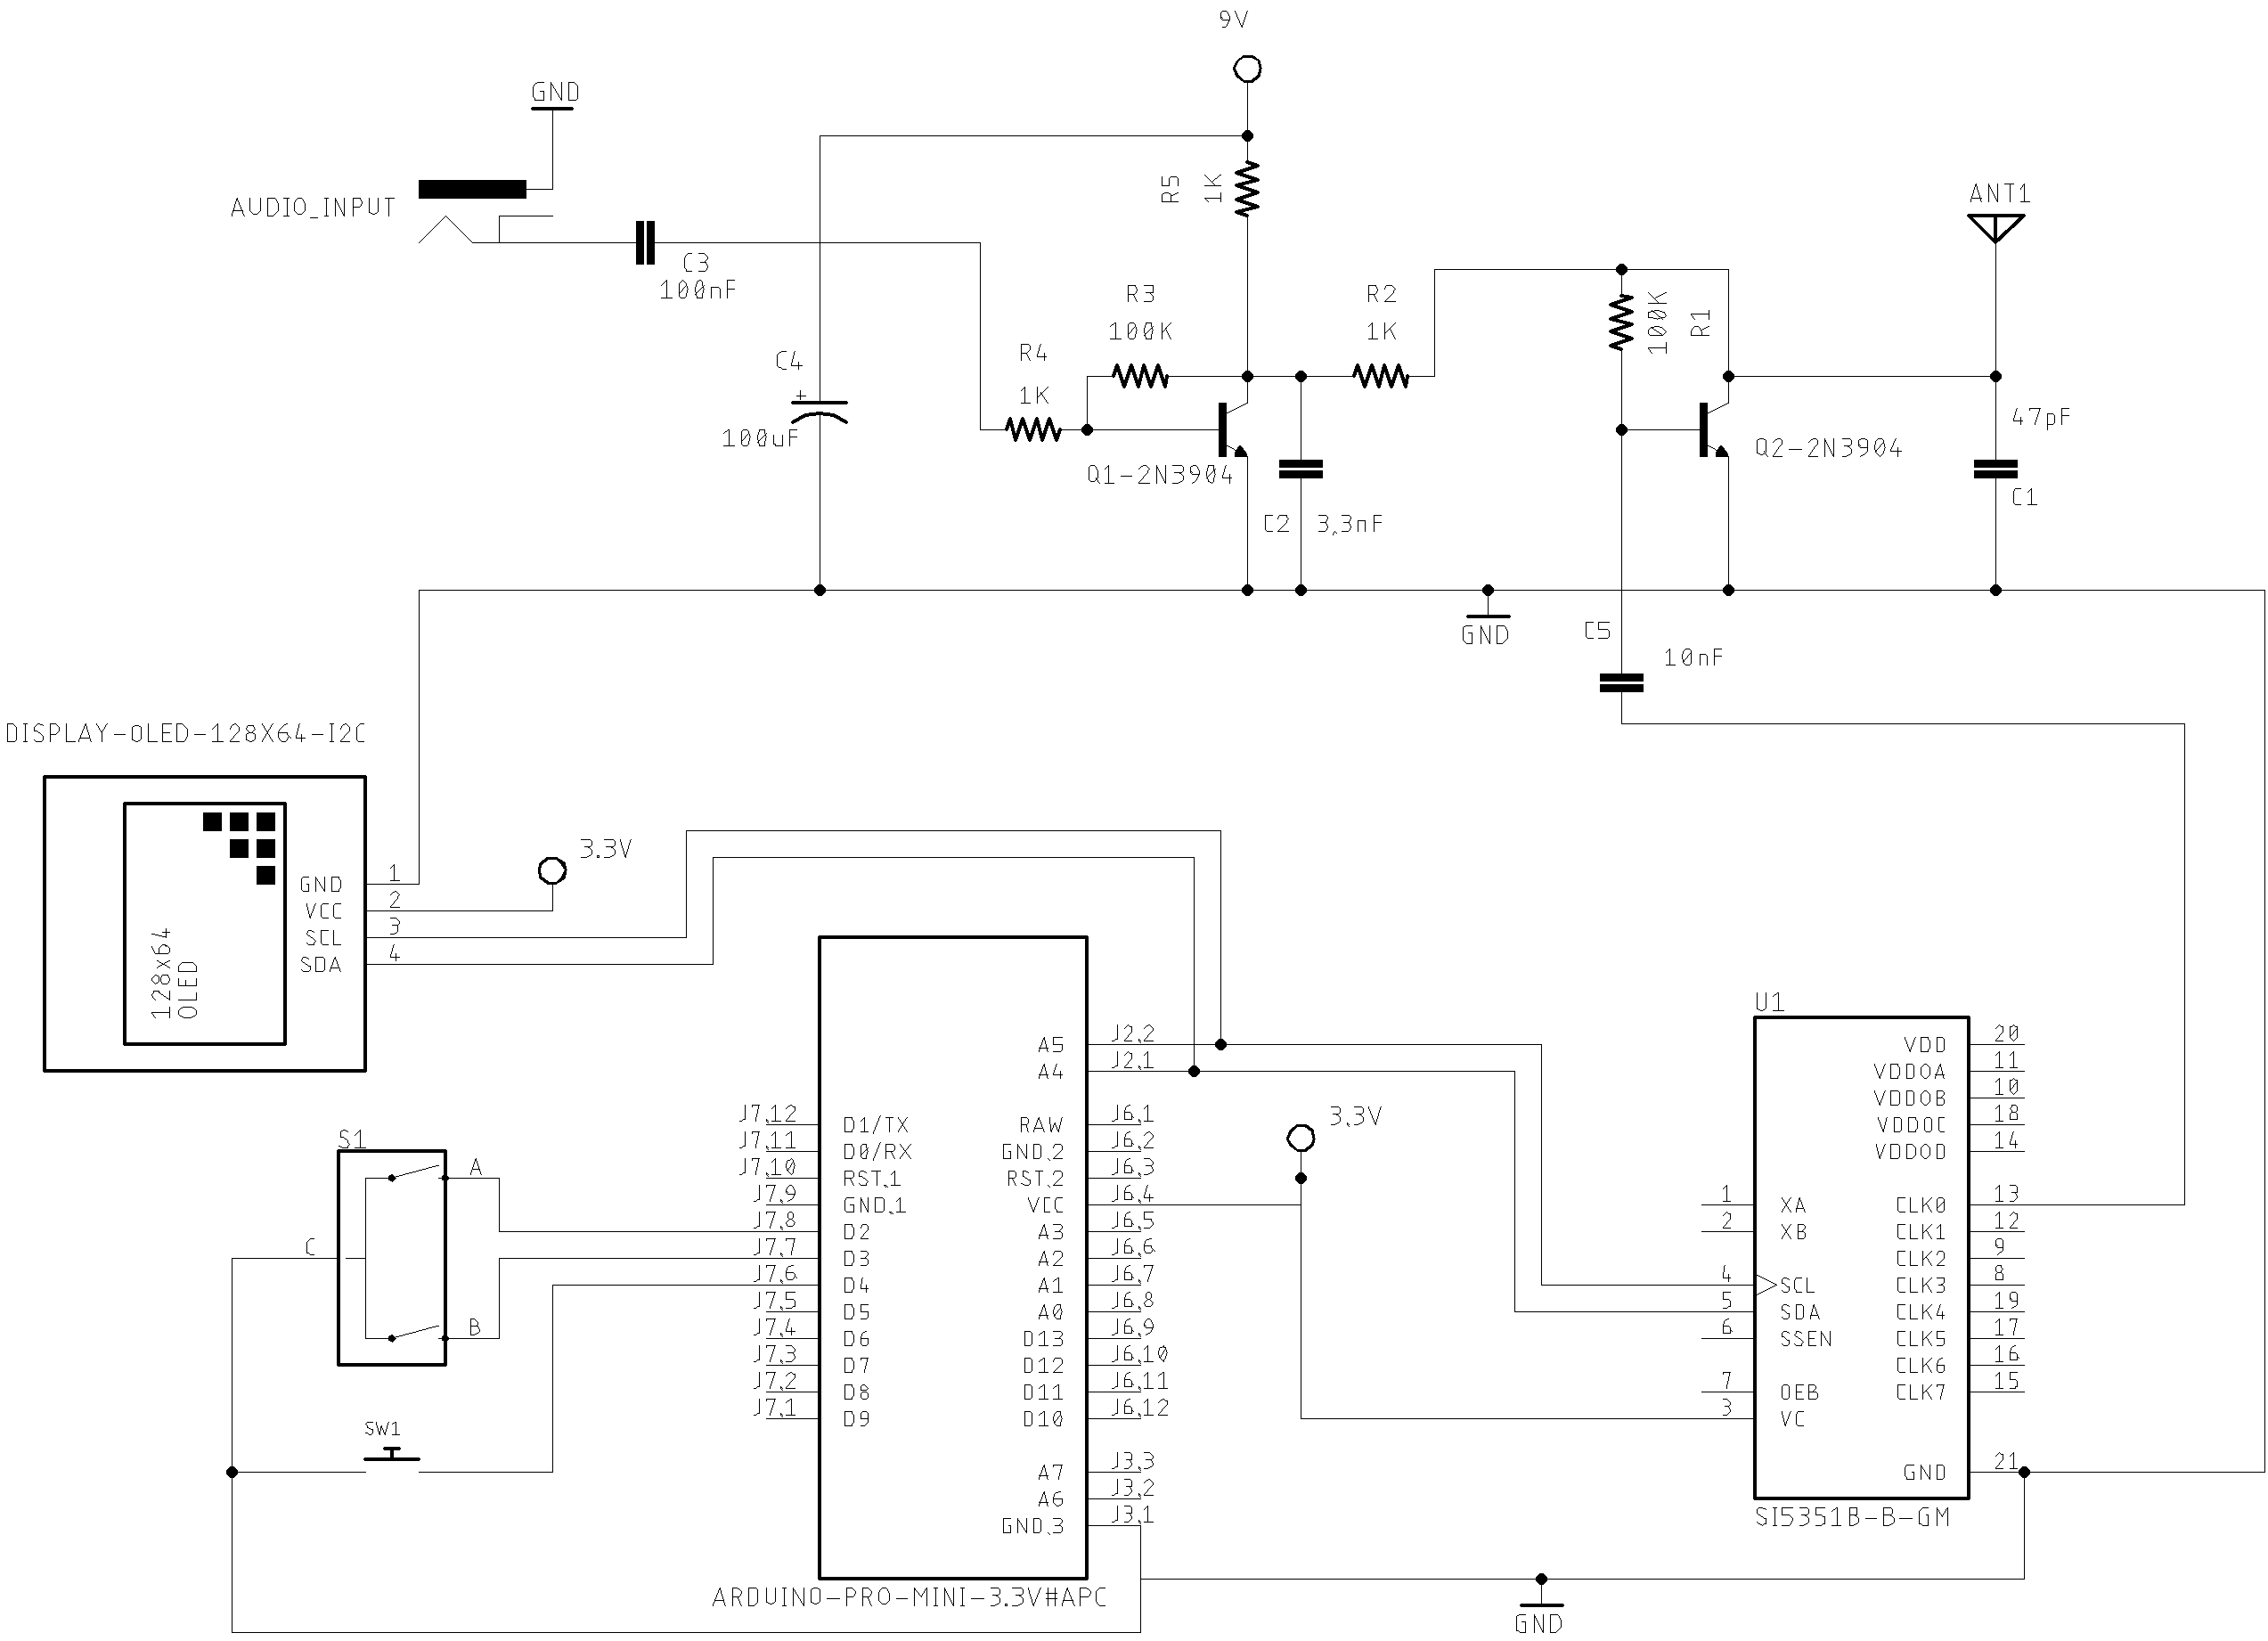 9V
GND
AUDIO_INPUT
C3
100nF
R5
1K
ANT1
R3
100K
R2
1K
100K
R1
R4
1K
C4
+
100uF
Q1-2N3904
C2
3,3nF
Q2-2N3904
47pF
C1
GND
C5
10nF
DISPLAY-OLED-128X64-I2C
3.3V
GND 1
VCC 2
SCL 3
SDA 4
128x64
OLED
S1
A
C
B
SW1
J7,12 D1/TX
J7,11 D0/RX
J7,10 RST.1
J7,9 GND.1
J7,8 D2
J7,7 D3
J7,6 D4
J7,5 D5
J7,4 D6
J7,3 D7
J7,2 D8
J7,1 D9
A5 J2,2
A4 J2,1
RAW J6,1
GND.2 J6,2
RST.2 J6,3
VCC J6,4
A3 J6,5
A2 J6,6
A1 J6,7
A0 J6,8
D13 J6,9
D12 J6,10
D11 J6,11
D10 J6,12
A7 J3,3
A6 J3,2
GND.3 J3,1
ARDUINO-PRO-MINI-3.3V#APC
3,3V
U1
1 XA
2 XB
4 SCL
5 SDA
6 SSEN
7 OEB
3 VC
VDD 20
VDDOA 11
VDDOB 10
VDDOC 18
VDDOD 14
CLK0 13
CLK1 12
CLK2 9
CLK3 8
CLK4 19
CLK5 17
CLK6 16
CLK7 15
GND 21
SI5351B-B-GM
GND